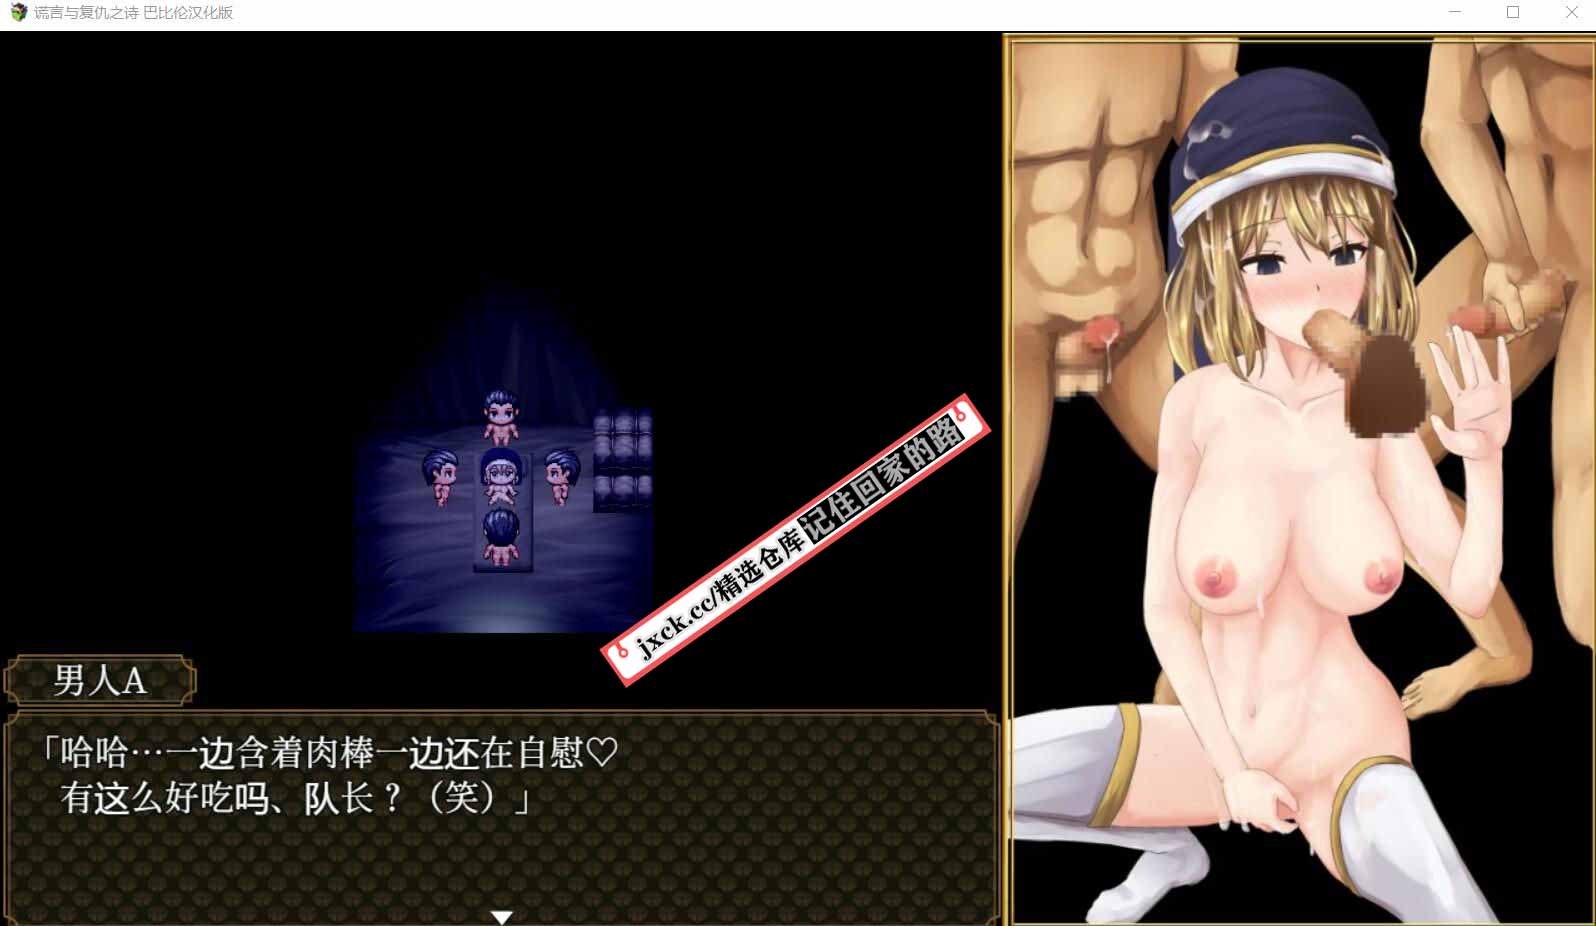 谎言与复仇之诗 巴比伦汉化版
jxck.cc/精选仓库 记住回家的路
男人A
「哈哈…一边含着肉棒一边还在自慰♡
有这么好吃吗、队长？（笑）」